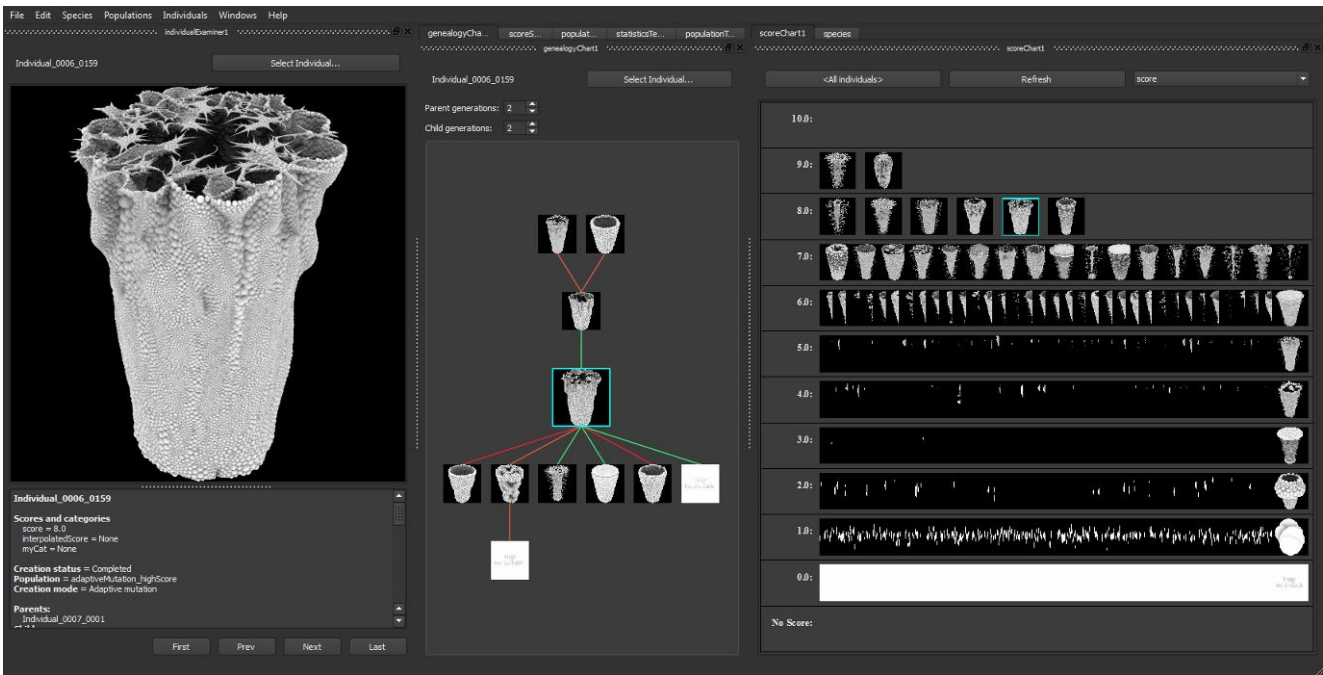 File Edit Species Populations Individuals Windows Help
individualExaminer1
Individual_0006_0159 Select Individual...
Individual_0006_0159
Scores and categories
score = 8.0
interpolatedScore = None
myCat = None
Creation status = Completed
Population = adaptiveMutation_highScore
Creation mode = Adaptive mutation
Parents:
Individual_0007_0001
First Prev Next Last
genealogyCha... scoreS... populat... statisticsTe... populationT...
genealogyChart1
Individual_0006_0159 Select Individual...
Parent generations: 2
Child generations: 2
scoreChart1 species
scoreChart1
<All individuals> Refresh score
10.0:
9.0:
8.0:
7.0:
6.0:
5.0:
4.0:
3.0:
2.0:
1.0:
0.0:
No Score: